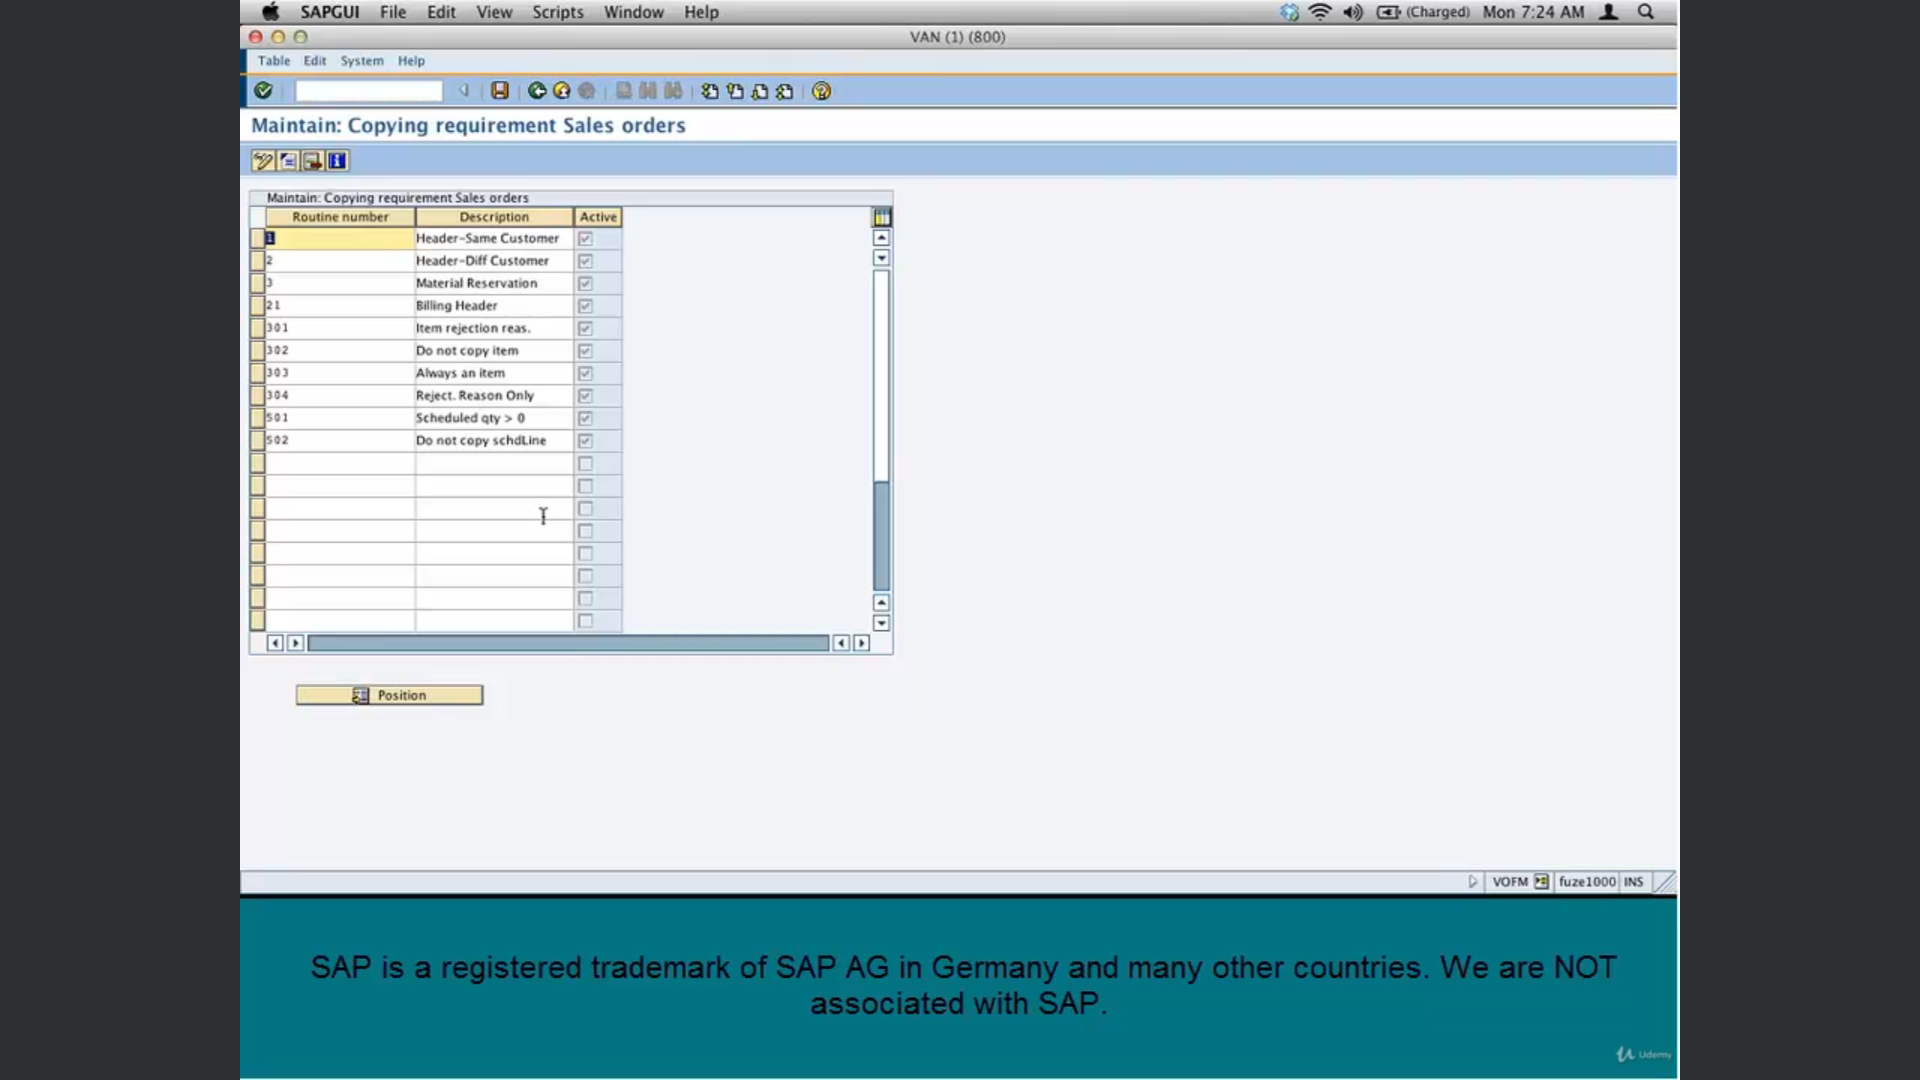 SAPGUI File Edit View Scripts Window Help (Charged) Mon 7:24 AM
VAN (1) (800)
Table Edit System Help
Maintain: Copying requirement Sales orders
Maintain: Copying requirement Sales orders
Routine number Description Active
1 Header-Same Customer
2 Header-Diff Customer
3 Material Reservation
21 Billing Header
301 Item rejection reas.
302 Do not copy item
303 Always an item
304 Reject. Reason Only
501 Scheduled qty > 0
502 Do not copy schdLine
Position
VOFM fuze1000 INS
SAP is a registered trademark of SAP AG in Germany and many other countries. We are NOT
associated with SAP.
Udemy